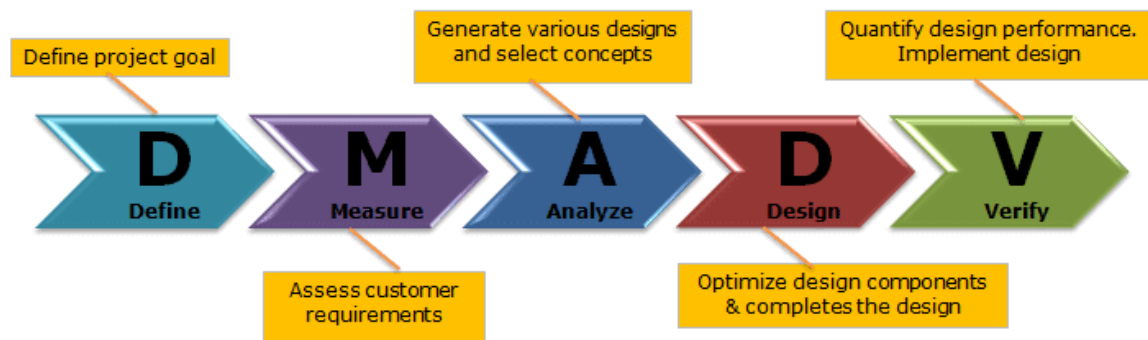 Define project goal
Generate various designs
and select concepts
Quantify design performance.
Implement design
D
Define
M
Measure
A
Analyze
D
Design
V
Verify
Assess customer
requirements
Optimize design components
& completes the design